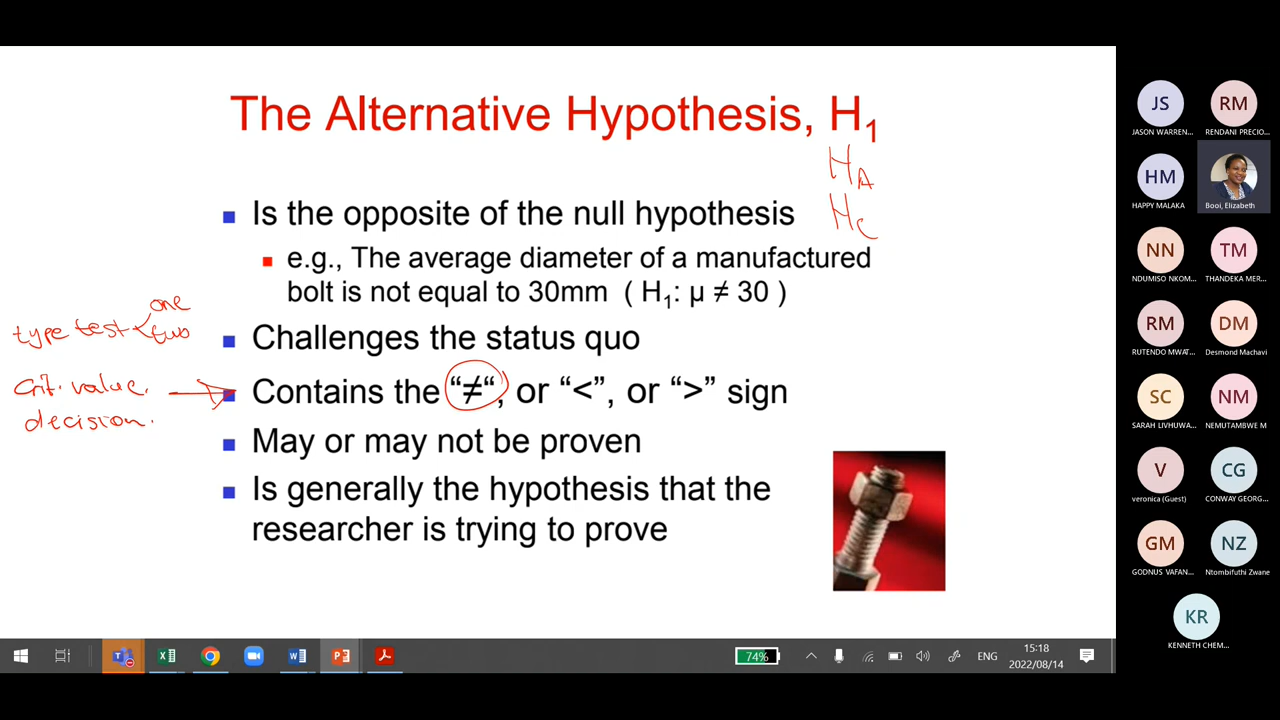 The Alternative Hypothesis, H1
HA
Hc
Is the opposite of the null hypothesis
e.g., The average diameter of a manufactured
bolt is not equal to 30mm ( H1: μ ≠ 30 )
type test one
two
Challenges the status quo
crit. value.
decision.
Contains the “≠“, or “<”, or “>” sign
May or may not be proven
Is generally the hypothesis that the
researcher is trying to prove
JS
JASON WARREN...
RM
RENDANI PRECIO...
HM
HAPPY MALAKA
Booi, Elizabeth
NN
NDUMISO NKOM...
TM
THANDEKA MER...
RM
RUTENDO MWAT...
DM
Desmond Machavi
SC
SARAH LIVHUWA...
NM
NEMUTAMBWE M
V
veronica (Guest)
CG
CONWAY GEORG...
GM
GODNUS VAFAN...
NZ
Ntombifuthi Zwane
KR
KENNETH CHEM...
74%
ENG
15:18
2022/08/14